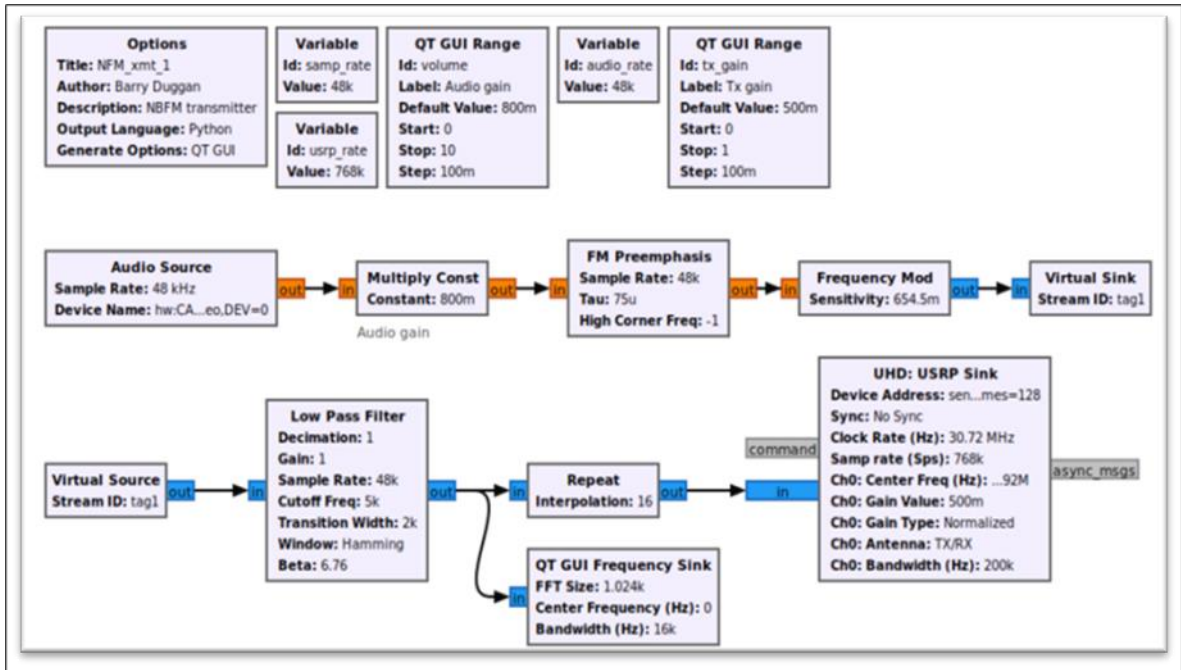 Options
Title: NFM_xmt_1
Author: Barry Duggan
Description: NBFM transmitter
Output Language: Python
Generate Options: QT GUI
Variable
Id: samp_rate
Value: 48k
Variable
Id: usrp_rate
Value: 768k
QT GUI Range
Id: volume
Label: Audio gain
Default Value: 800m
Start: 0
Stop: 10
Step: 100m
Variable
Id: audio_rate
Value: 48k
QT GUI Range
Id: tx_gain
Label: Tx gain
Default Value: 500m
Start: 0
Stop: 1
Step: 100m
Audio Source
Sample Rate: 48 kHz
Device Name: hw:CA...eo,DEV=0
out
in
Multiply Const
Constant: 800m
out
Audio gain
in
FM Preemphasis
Sample Rate: 48k
Tau: 75u
High Corner Freq: -1
out
in
Frequency Mod
Sensitivity: 654.5m
out
in
Virtual Sink
Stream ID: tag1
Virtual Source
Stream ID: tag1
out
in
Low Pass Filter
Decimation: 1
Gain: 1
Sample Rate: 48k
Cutoff Freq: 5k
Transition Width: 2k
Window: Hamming
Beta: 6.76
out
in
Repeat
Interpolation: 16
out
in
QT GUI Frequency Sink
FFT Size: 1.024k
Center Frequency (Hz): 0
Bandwidth (Hz): 16k
command
in
UHD: USRP Sink
Device Address: sen...mes=128
Sync: No Sync
Clock Rate (Hz): 30.72 MHz
Samp rate (Sps): 768k
Ch0: Center Freq (Hz): ...92M
Ch0: Gain Value: 500m
Ch0: Gain Type: Normalized
Ch0: Antenna: TX/RX
Ch0: Bandwidth (Hz): 200k
async_msgs